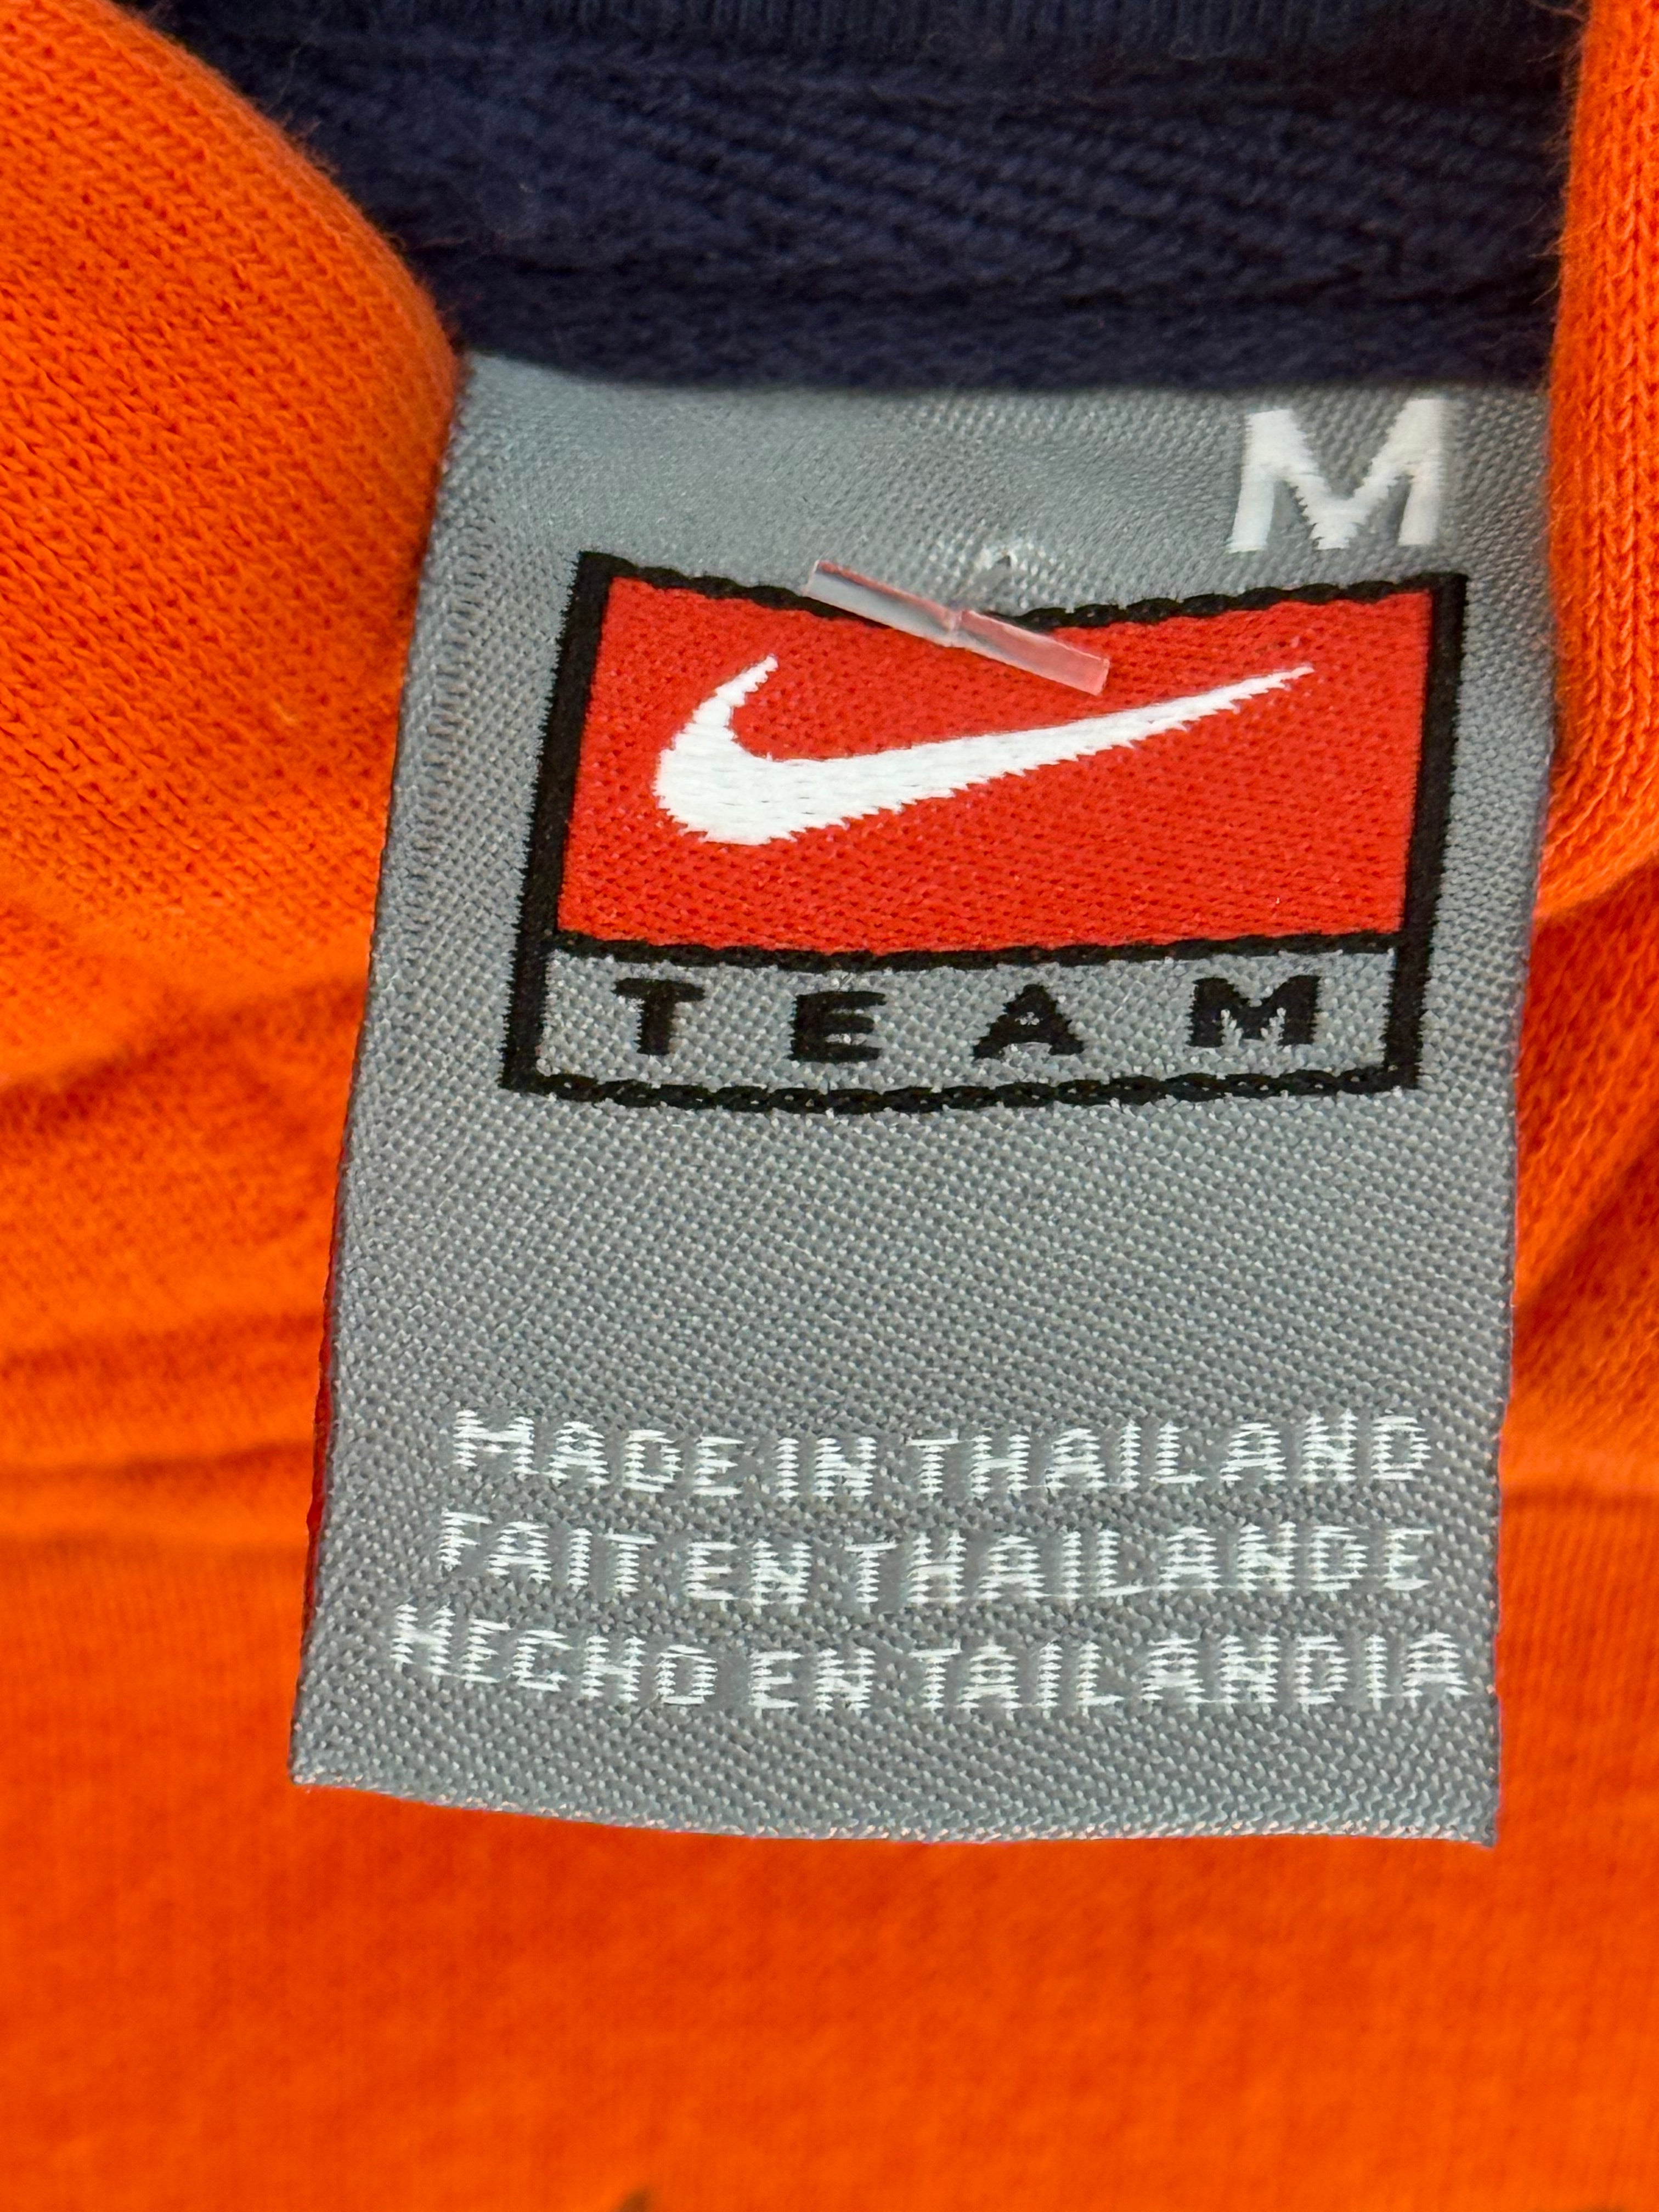 M
TEAM
MADE IN THAILAND
FAIT EN THAILANDE
HECHO EN TAILANDIA